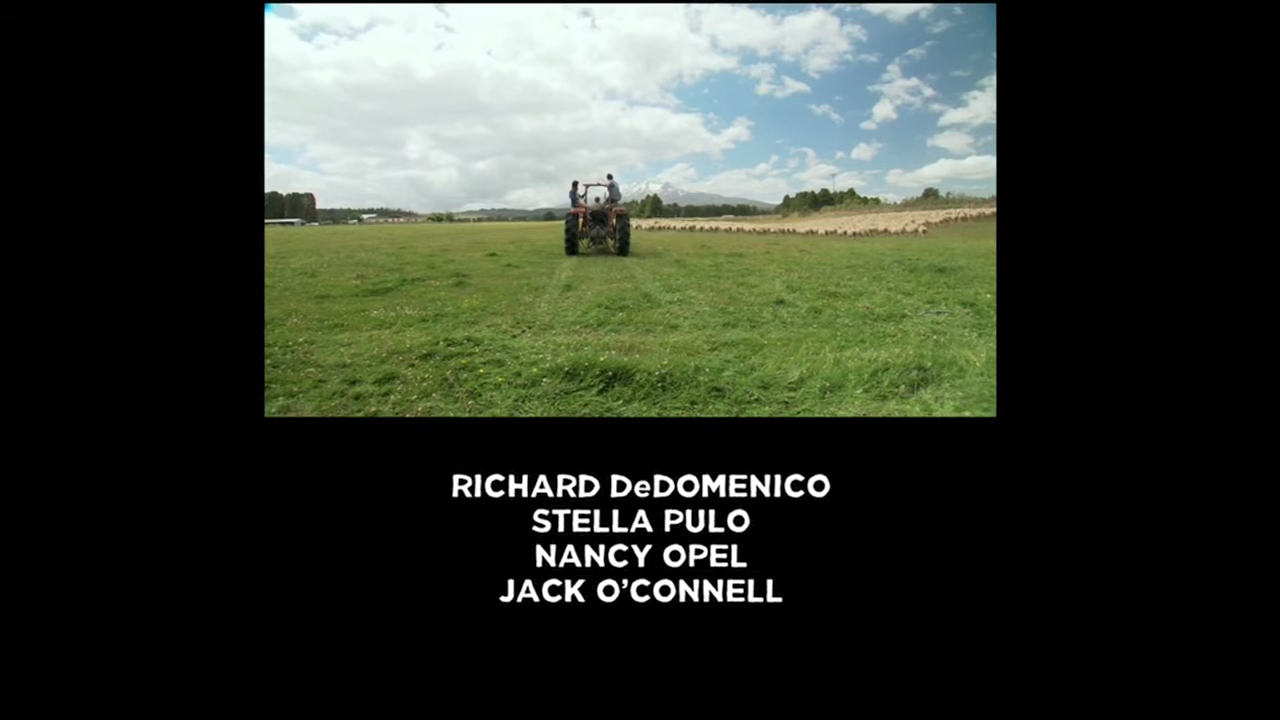 RICHARD DeDOMENICO
STELLA PULO
NANCY OPEL
JACK O'CONNELL